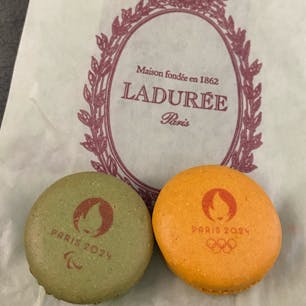 Maison fondée en 1862
LADURÉE
Paris
PARIS 2024
PARIS 2024